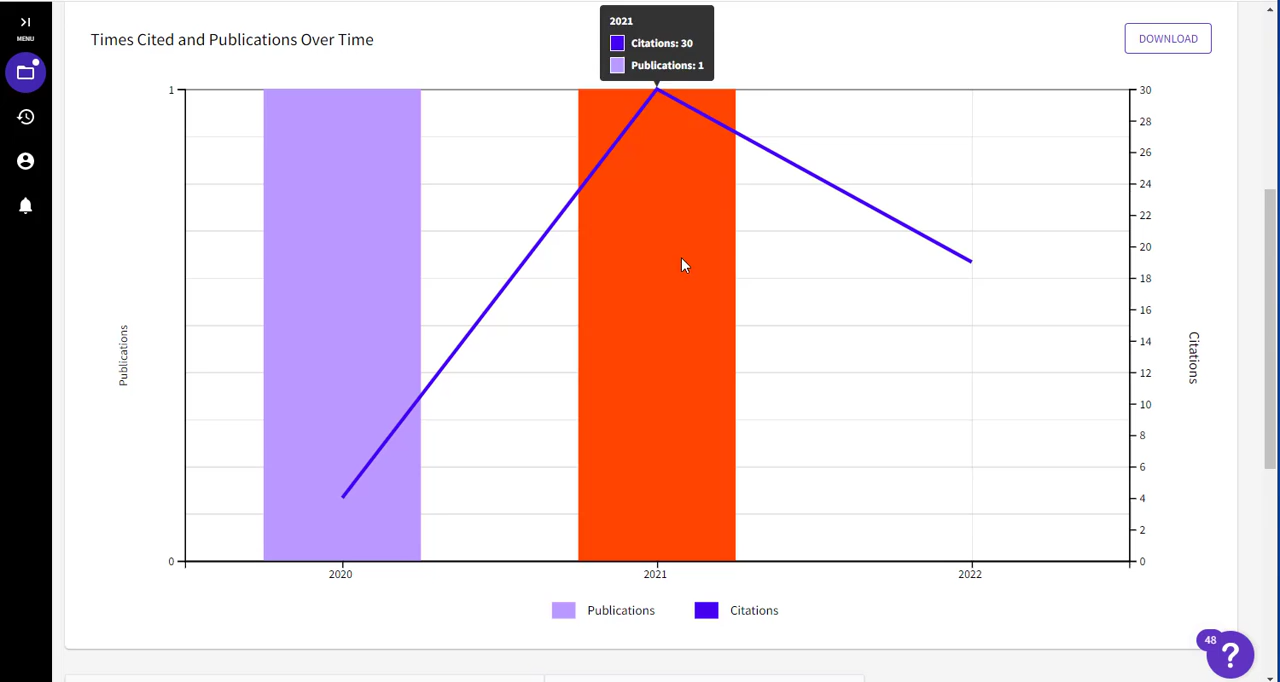 MENU
2021
Citations: 30
Publications: 1
Times Cited and Publications Over Time
DOWNLOAD
1
0
Publications
30
28
26
24
22
20
18
16
14
12
10
8
6
4
2
0
Citations
2020
2021
2022
Publications
Citations
48
?